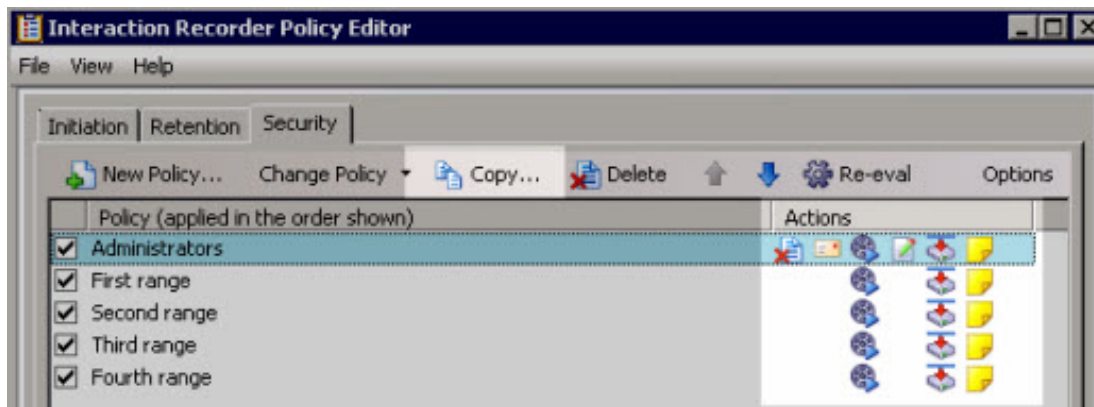 Interaction Recorder Policy Editor
File View Help
Initiation Retention Security
New Policy... Change Policy Copy... Delete Re-eval Options
Policy (applied in the order shown) Actions
Administrators
First range
Second range
Third range
Fourth range